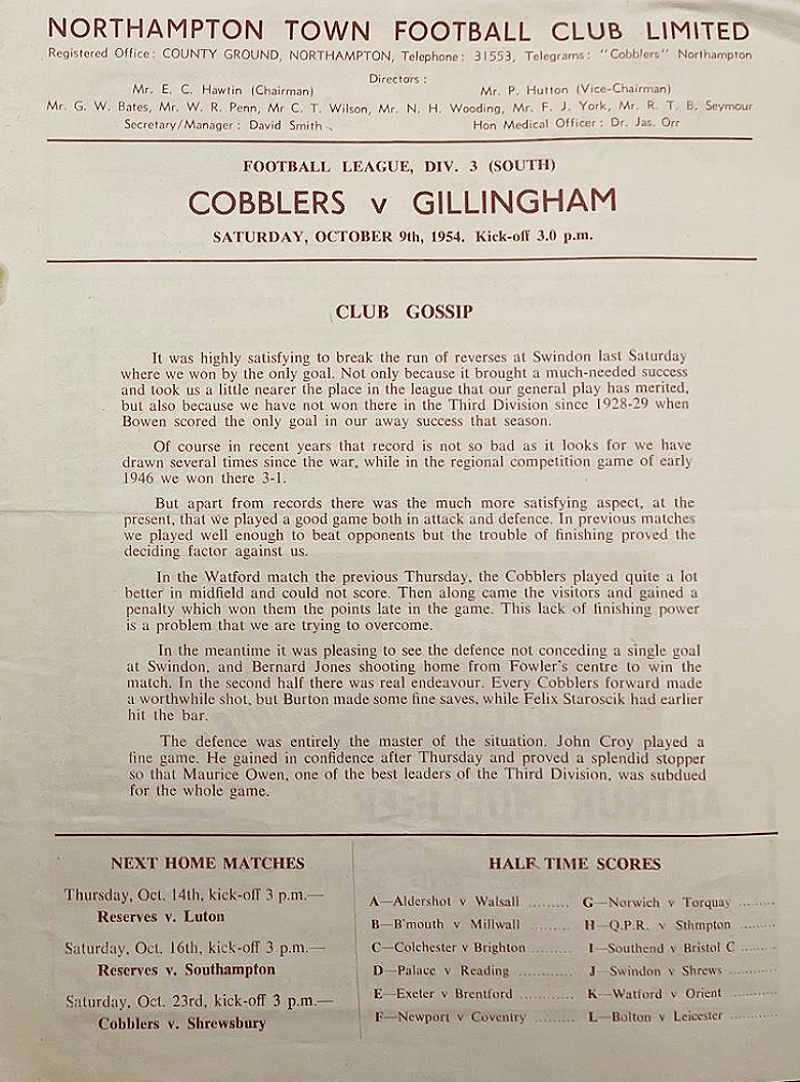 NORTHAMPTON TOWN FOOTBALL CLUB LIMITED
Registered Office: COUNTY GROUND, NORTHAMPTON, Telephone: 31553, Telegrams: "Cobblers" Northampton
Directors:
Mr. E. C. Hawtin (Chairman) Mr. P. Hutton (Vice-Chairman)
Mr. G. W. Bates, Mr. W. R. Penn, Mr C. T. Wilson, Mr. N. H. Wooding, Mr. F. J. York, Mr. R. T. B. Seymour
Secretary/Manager: David Smith Hon Medical Officer: Dr. Jas. Orr
FOOTBALL LEAGUE, DIV. 3 (SOUTH)
COBBLERS v GILLINGHAM
SATURDAY, OCTOBER 9th, 1954. Kick-off 3.0 p.m.
CLUB GOSSIP
It was highly satisfying to break the run of reverses at Swindon last Saturday
where we won by the only goal. Not only because it brought a much-needed success
and took us a little nearer the place in the league that our general play has merited,
but also because we have not won there in the Third Division since 1928-29 when
Bowen scored the only goal in our away success that season.
Of course in recent years that record is not so bad as it looks for we have
drawn several times since the war, while in the regional competition game of early
1946 we won there 3-1.
But apart from records there was the much more satisfying aspect, at the
present, that we played a good game both in attack and defence. In previous matches
we played well enough to beat opponents but the trouble of finishing proved the
deciding factor against us.
In the Watford match the previous Thursday, the Cobblers played quite a lot
better in midfield and could not score. Then along came the visitors and gained a
penalty which won them the points late in the game. This lack of finishing power
is a problem that we are trying to overcome.
In the meantime it was pleasing to see the defence not conceding a single goal
at Swindon, and Bernard Jones shooting home from Fowler's centre to win the
match. In the second half there was real endeavour. Every Cobblers forward made
a worthwhile shot, but Burton made some fine saves, while Felix Staroscik had earlier
hit the bar.
The defence was entirely the master of the situation. John Croy played a
fine game. He gained in confidence after Thursday and proved a splendid stopper
so that Maurice Owen, one of the best leaders of the Third Division, was subdued
for the whole game.
NEXT HOME MATCHES
Thursday, Oct. 14th, kick-off 3 p.m.—
Reserves v. Luton
Saturday, Oct. 16th, kick-off 3 p.m.—
Reserves v. Southampton
Saturday, Oct. 23rd, kick-off 3 p.m.—
Cobblers v. Shrewsbury
HALF TIME SCORES
A—Aldershot v Walsall ......... G—Norwich v Torquay .........
B—B'mouth v Millwall ......... H—Q.P.R. v Sthmpton .........
C—Colchester v Brighton ......... I—Southend v Bristol C .........
D—Palace v Reading ......... J—Swindon v Shrews .........
E—Exeter v Brentford ......... K—Watford v Orient .........
F—Newport v Coventry ......... L—Bolton v Leicester .........